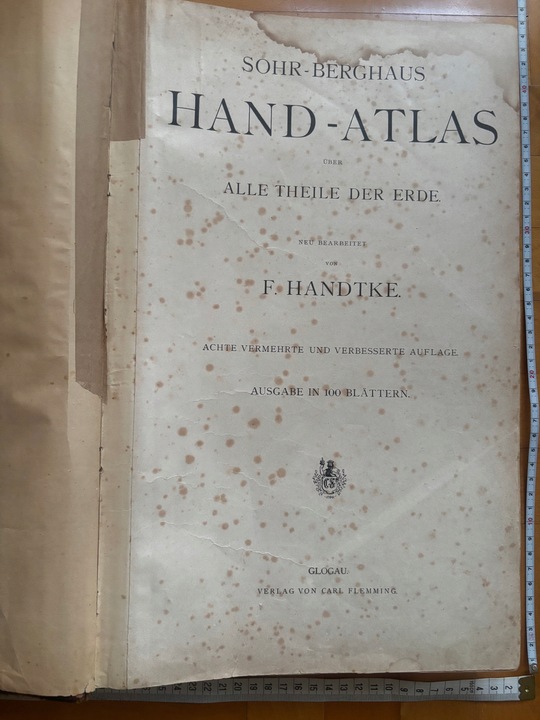 SOHR-BERGHAUS
HAND-ATLAS
ÜBER
ALLE THEILE DER ERDE.
NEU BEARBEITET
VON
F. HANDTKE.
ACHTE VERMEHRTE UND VERBESSERTE AUFLAGE.
AUSGABE IN 100 BLÄTTERN.
GLOGAU.
VERLAG VON CARL FLEMMING.